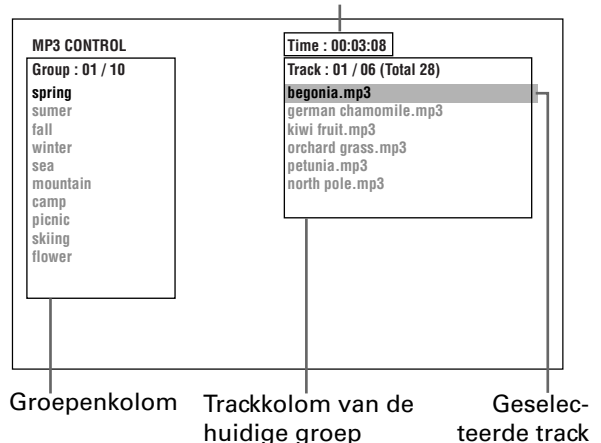 MP3 CONTROL
Time : 00:03:08
Group : 01 / 10
spring
sumer
fall
winter
sea
mountain
camp
picnic
skiing
flower
Track : 01 / 06 (Total 28)
begonia.mp3
german chamomile.mp3
kiwi fruit.mp3
orchard grass.mp3
petunia.mp3
north pole.mp3
Groepenkolom
Trackkolom van de
huidige groep
Geselec-
teerde track